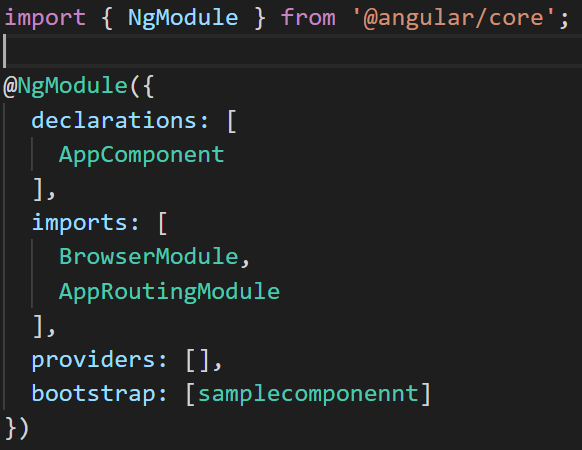 import { NgModule } from '@angular/core';
@NgModule({
declarations: [
AppComponent
],
imports: [
BrowserModule,
AppRoutingModule
],
providers: [],
bootstrap: [samplecomponennt]
})